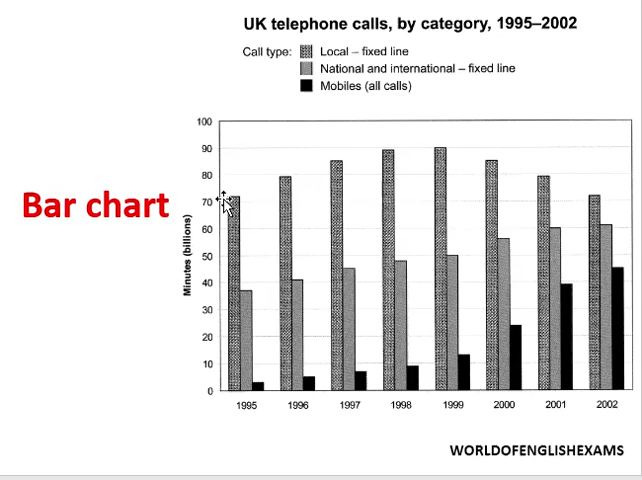 UK telephone calls, by category, 1995–2002
Call type: Local – fixed line
National and international – fixed line
Mobiles (all calls)
Bar chart
Minutes (billions)
100
90
80
70
60
50
40
30
20
10
0
1995 1996 1997 1998 1999 2000 2001 2002
WORLDOFENGLISHEXAMS